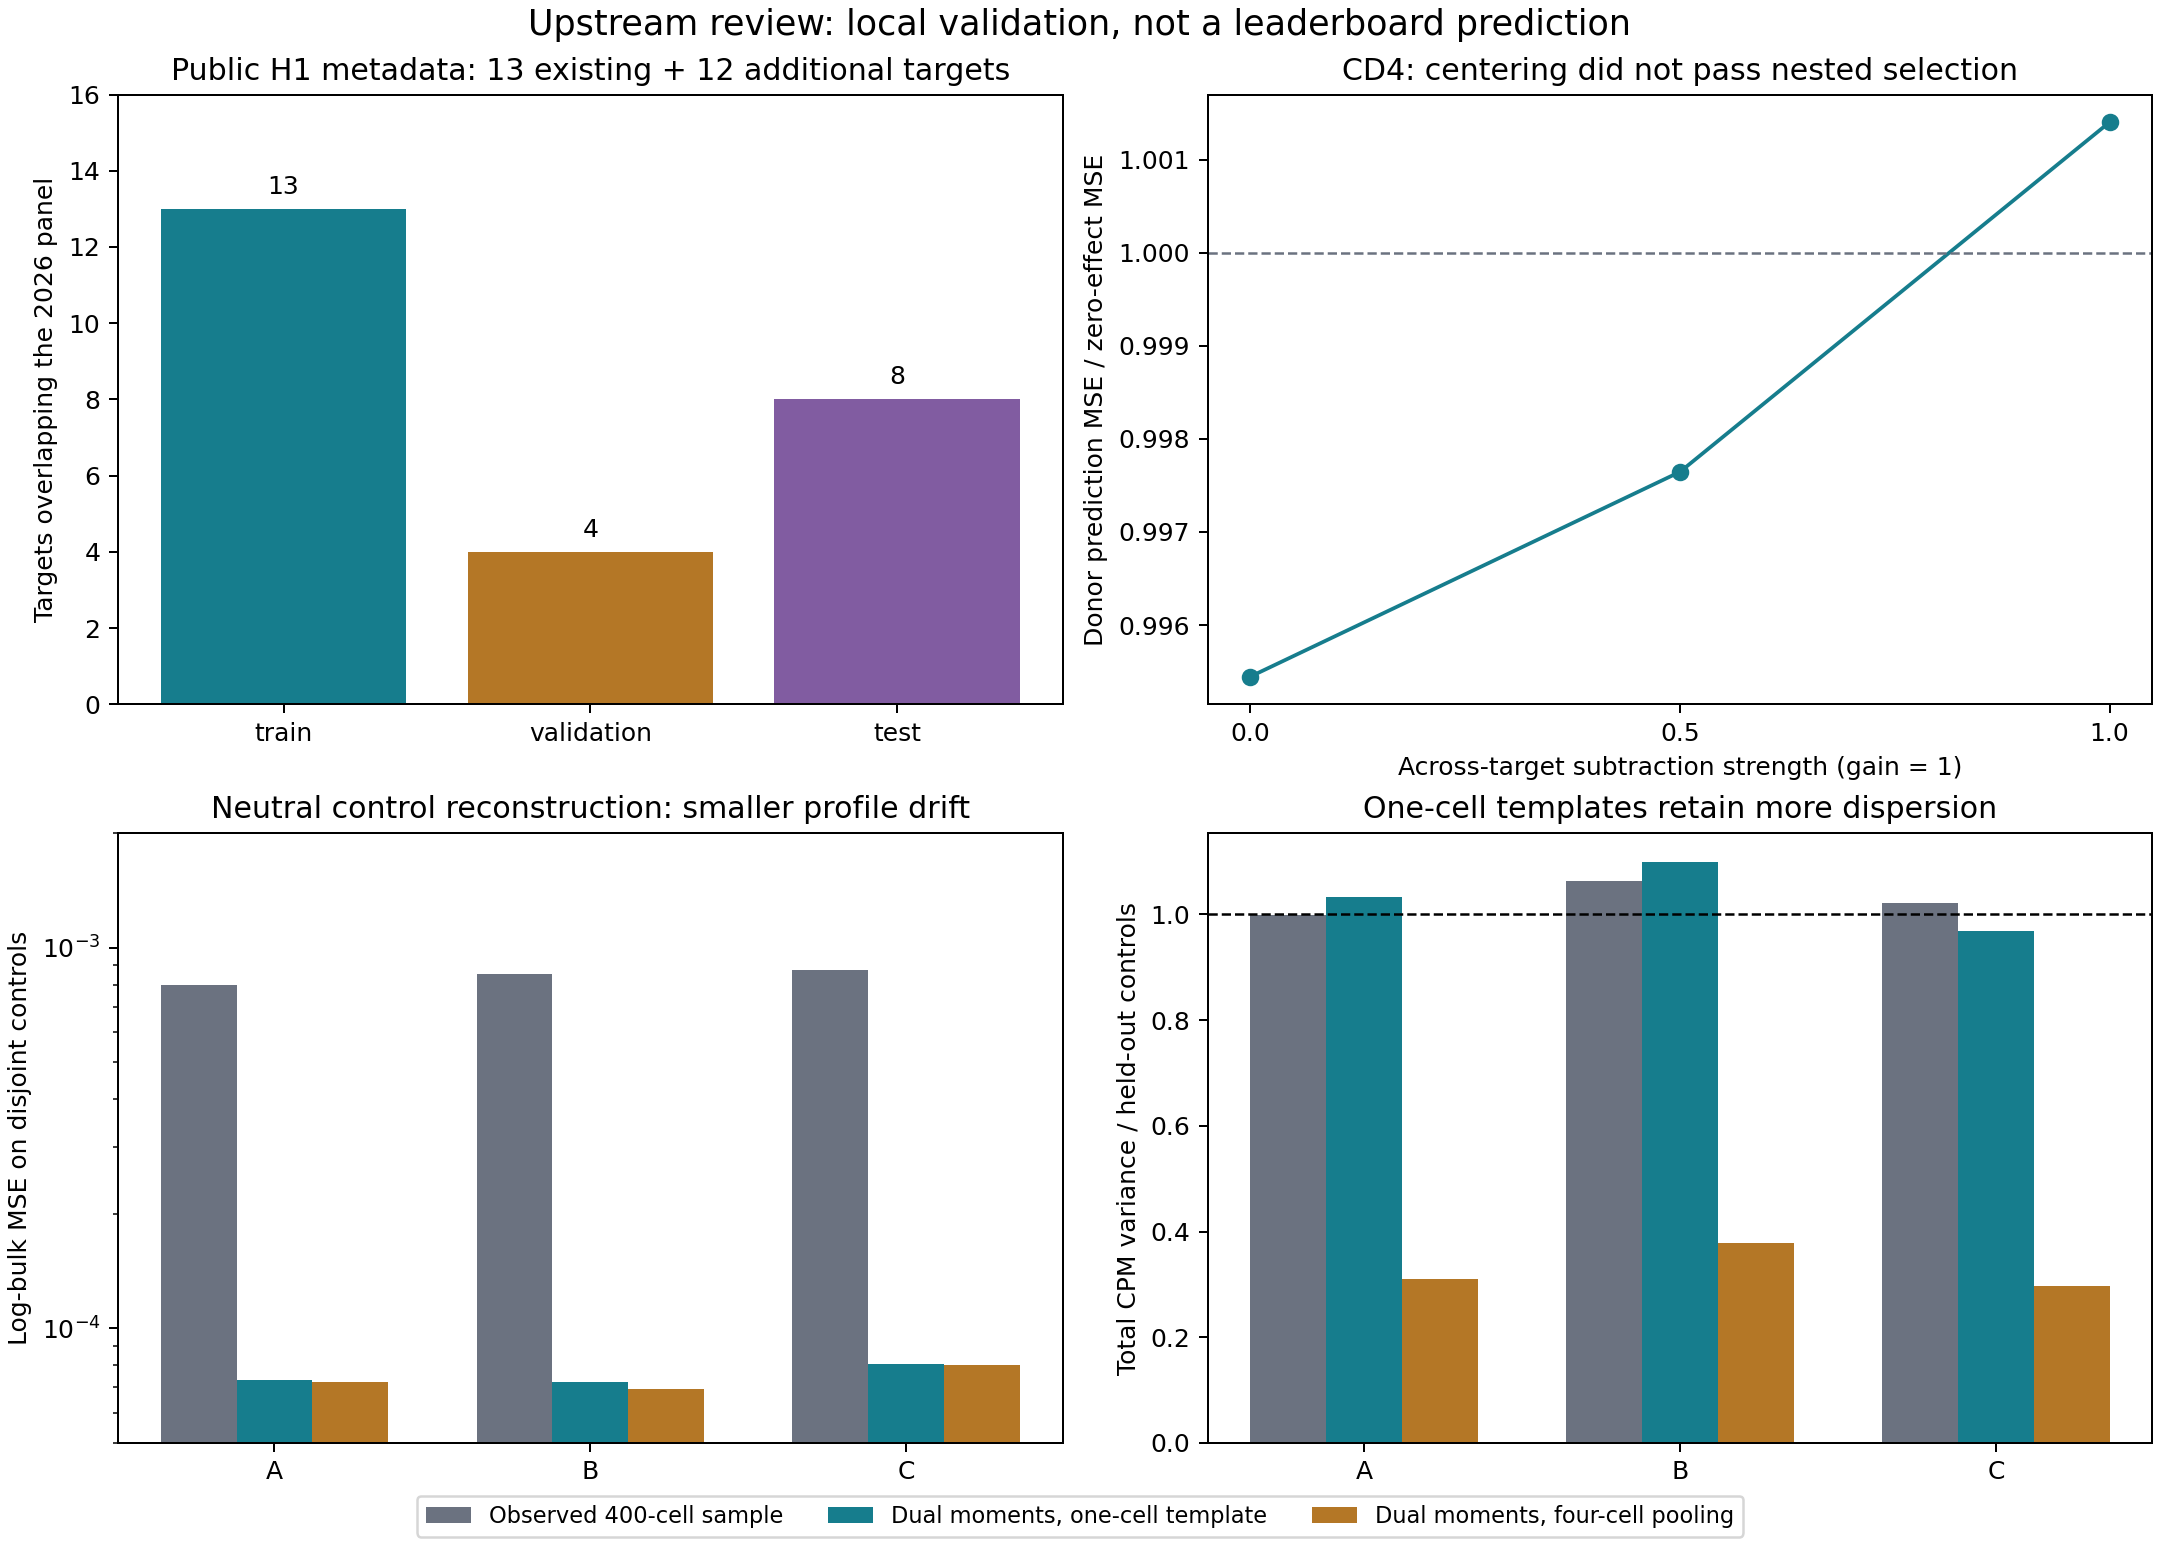 Upstream review: local validation, not a leaderboard prediction
Public H1 metadata: 13 existing + 12 additional targets
Targets overlapping the 2026 panel
16
14
12
10
8
6
4
2
0
13
4
8
train
validation
test
CD4: centering did not pass nested selection
Donor prediction MSE / zero-effect MSE
1.001
1.000
0.999
0.998
0.997
0.996
0.0
0.5
1.0
Across-target subtraction strength (gain = 1)
Neutral control reconstruction: smaller profile drift
Log-bulk MSE on disjoint controls
10⁻³
10⁻⁴
A
B
C
One-cell templates retain more dispersion
Total CPM variance / held-out controls
1.0
0.8
0.6
0.4
0.2
0.0
A
B
C
Observed 400-cell sample
Dual moments, one-cell template
Dual moments, four-cell pooling